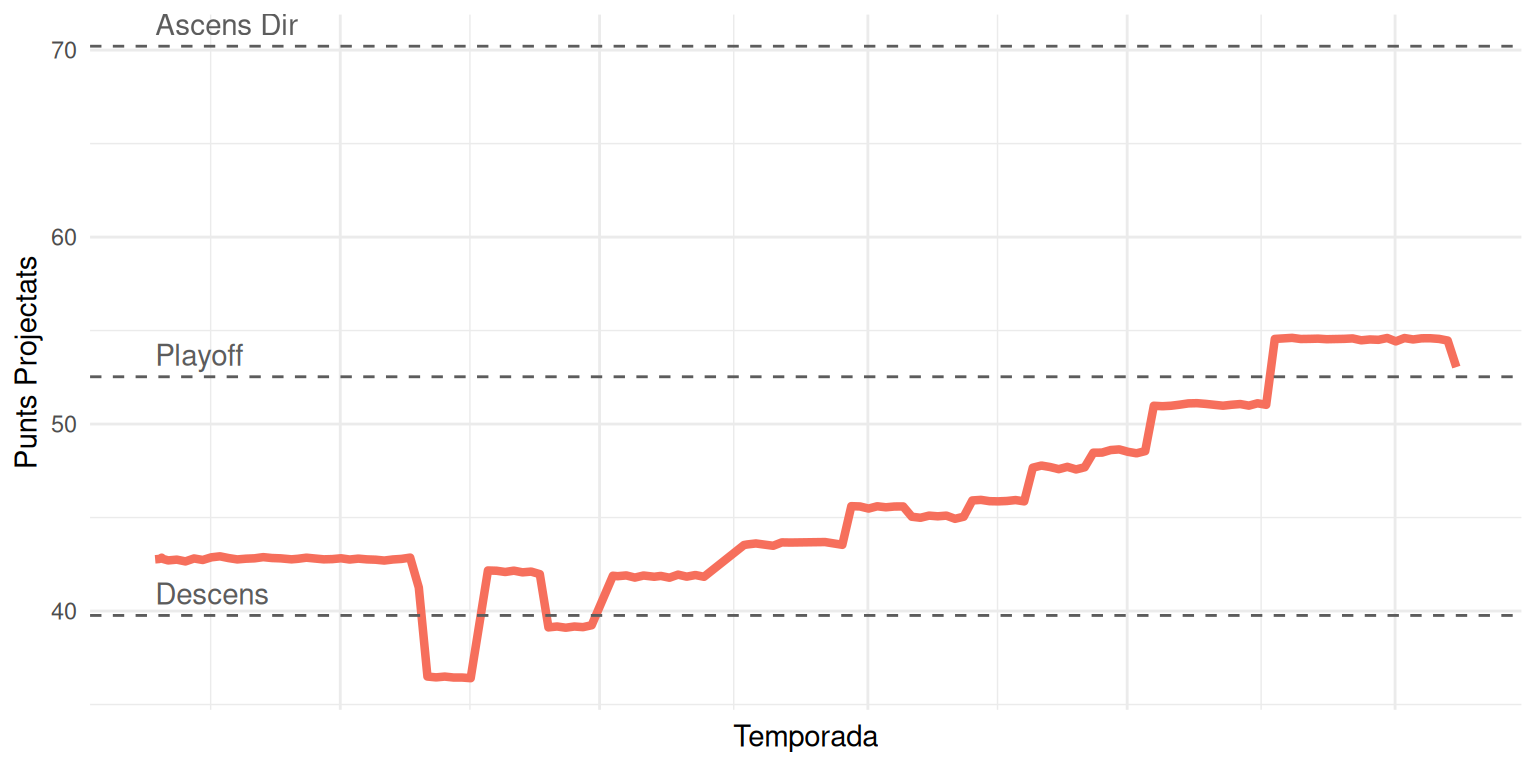 Ascens Dir
70
60
Playoff
50
Descens
40
Punts Projectats
Temporada